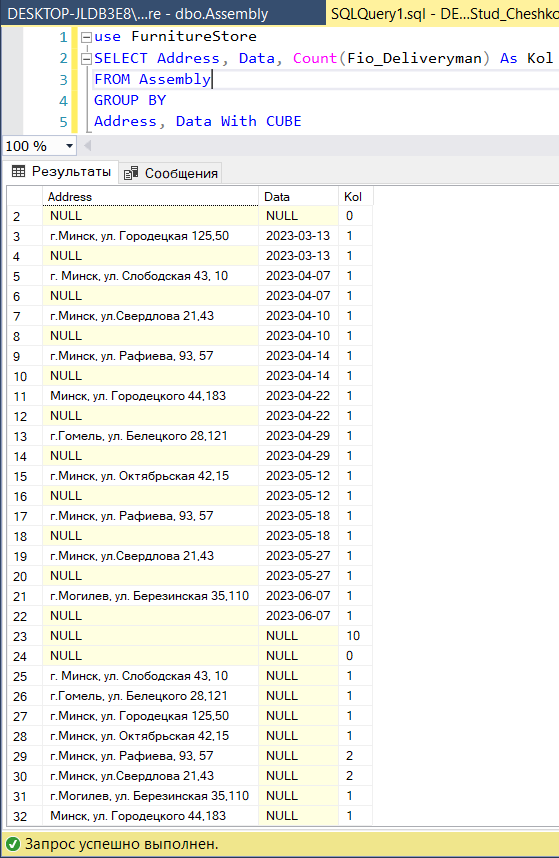 DESKTOP-JLDB3E8\...re - dbo.Assembly
SQLQuery1.sql - DE...Stud_Cheshko
1 use FurnitureStore
2 SELECT Address, Data, Count(Fio_Deliveryman) As Kol
3 FROM Assembly
4 GROUP BY
5 Address, Data With CUBE
100 %
Результаты Сообщения
Address Data Kol
2 NULL NULL 0
3 г.Минск, ул. Городецкая 125,50 2023-03-13 1
4 NULL 2023-03-13 1
5 г. Минск, ул. Слободская 43, 10 2023-04-07 1
6 NULL 2023-04-07 1
7 г.Минск, ул.Свердлова 21,43 2023-04-10 1
8 NULL 2023-04-10 1
9 г.Минск, ул. Рафиева, 93, 57 2023-04-14 1
10 NULL 2023-04-14 1
11 Минск, ул. Городецкого 44,183 2023-04-22 1
12 NULL 2023-04-22 1
13 г.Гомель, ул. Белецкого 28,121 2023-04-29 1
14 NULL 2023-04-29 1
15 г.Минск, ул. Октябрьская 42,15 2023-05-12 1
16 NULL 2023-05-12 1
17 г.Минск, ул. Рафиева, 93, 57 2023-05-18 1
18 NULL 2023-05-18 1
19 г.Минск, ул.Свердлова 21,43 2023-05-27 1
20 NULL 2023-05-27 1
21 г.Могилев, ул. Березинская 35,110 2023-06-07 1
22 NULL 2023-06-07 1
23 NULL NULL 10
24 NULL NULL 0
25 г. Минск, ул. Слободская 43, 10 NULL 1
26 г.Гомель, ул. Белецкого 28,121 NULL 1
27 г.Минск, ул. Городецкая 125,50 NULL 1
28 г.Минск, ул. Октябрьская 42,15 NULL 1
29 г.Минск, ул. Рафиева, 93, 57 NULL 2
30 г.Минск, ул.Свердлова 21,43 NULL 2
31 г.Могилев, ул. Березинская 35,110 NULL 1
32 Минск, ул. Городецкого 44,183 NULL 1
Запрос успешно выполнен.